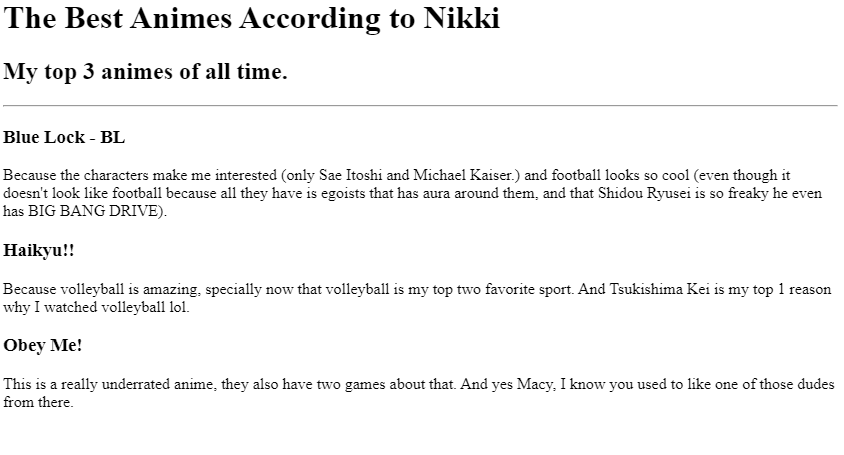 The Best Animes According to Nikki
My top 3 animes of all time.
Blue Lock - BL
Because the characters make me interested (only Sae Itoshi and Michael Kaiser.) and football looks so cool (even though it
doesn't look like football because all they have is egoists that has aura around them, and that Shidou Ryusei is so freaky he even
has BIG BANG DRIVE).
Haikyu!!
Because volleyball is amazing, specially now that volleyball is my top two favorite sport. And Tsukishima Kei is my top 1 reason
why I watched volleyball lol.
Obey Me!
This is a really underrated anime, they also have two games about that. And yes Macy, I know you used to like one of those dudes
from there.